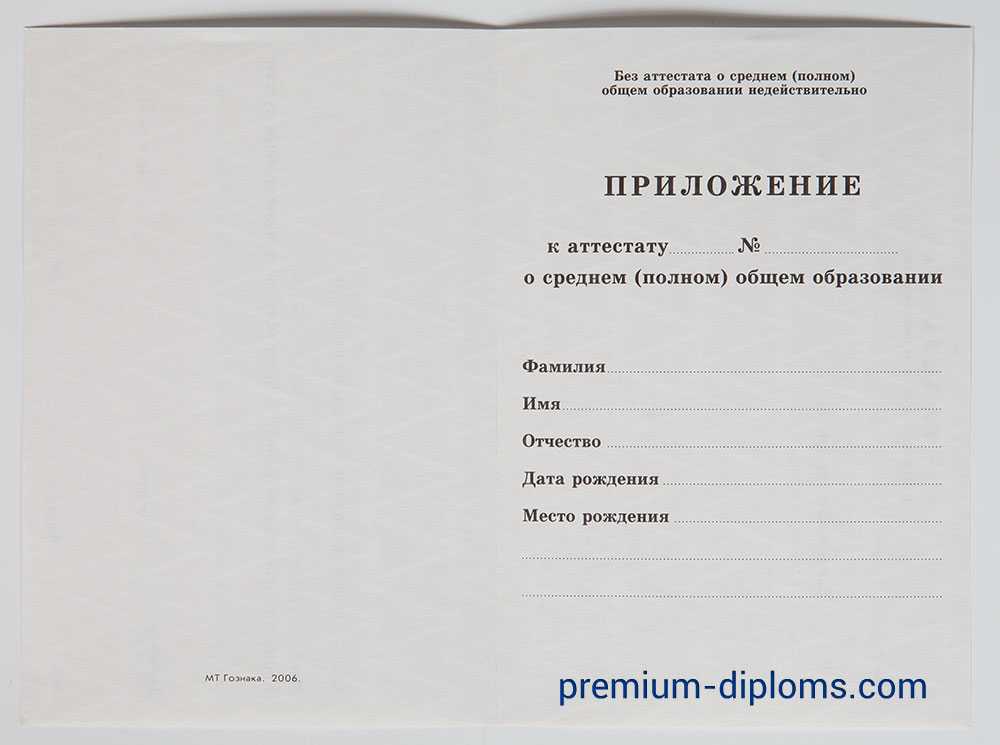 Без аттестата о среднем (полном)
общем образовании недействительно
ПРИЛОЖЕНИЕ
к аттестату №
о среднем (полном) общем образовании
Фамилия
Имя
Отчество
Дата рождения
Место рождения
МТ Гознака. 2006.
premium-diploms.com